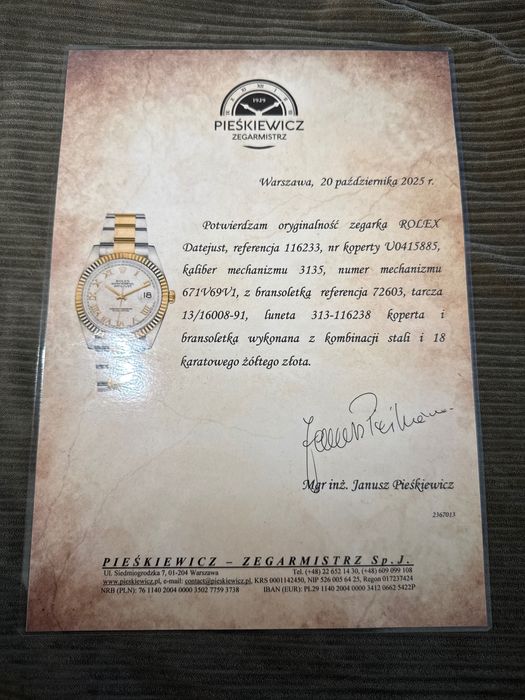 1929
PIEŚKIEWICZ
ZEGARMISTRZ
Warszawa, 20 października 2025 r.
Potwierdzam oryginalność zegarka ROLEX
Datejust, referencja 116233, nr koperty U0415885,
kaliber mechanizmu 3135, numer mechanizmu
671V69V1, z bransoletką referencja 72603, tarcza
13/16008-91, luneta 313-116238 koperta i
bransoletka wykonana z kombinacji stali i 18
karatowego żółtego złota.
ROLEX
18
Mgr inż. Janusz Pieśkiewicz
2367013
PIEŚKIEWICZ – ZEGARMISTRZ Sp.J.
Ul. Siedmiogrodzka 7, 01-204 Warszawa Tel. (+48) 22 652 14 30, (+48) 609 099 108
www.pieskiewicz.pl, e-mail: contact@pieskiewicz.pl, KRS 0001142450, NIP 526 005 64 25, Regon 017237424
NRB (PLN): 76 1140 2004 0000 3502 7759 3738 IBAN (EUR): PL29 1140 2004 0000 3412 0662 5422P